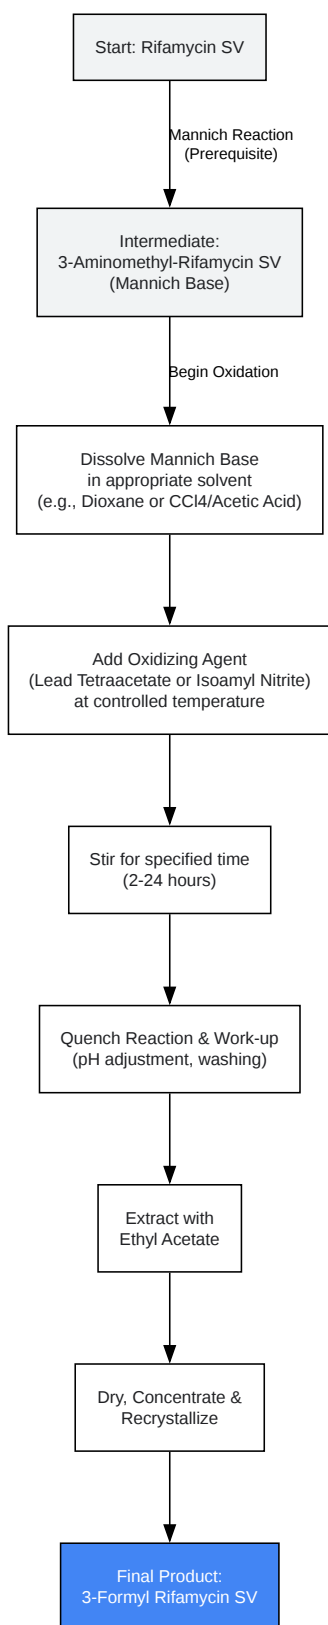 Start: Rifamycin SV
Mannich Reaction
(Prerequisite)
Intermediate:
3-Aminomethyl-Rifamycin SV
(Mannich Base)
Begin Oxidation
Dissolve Mannich Base
in appropriate solvent
(e.g., Dioxane or CCl4/Acetic Acid)
Add Oxidizing Agent
(Lead Tetraacetate or Isoamyl Nitrite)
at controlled temperature
Stir for specified time
(2-24 hours)
Quench Reaction & Work-up
(pH adjustment, washing)
Extract with
Ethyl Acetate
Dry, Concentrate &
Recrystallize
Final Product:
3-Formyl Rifamycin SV